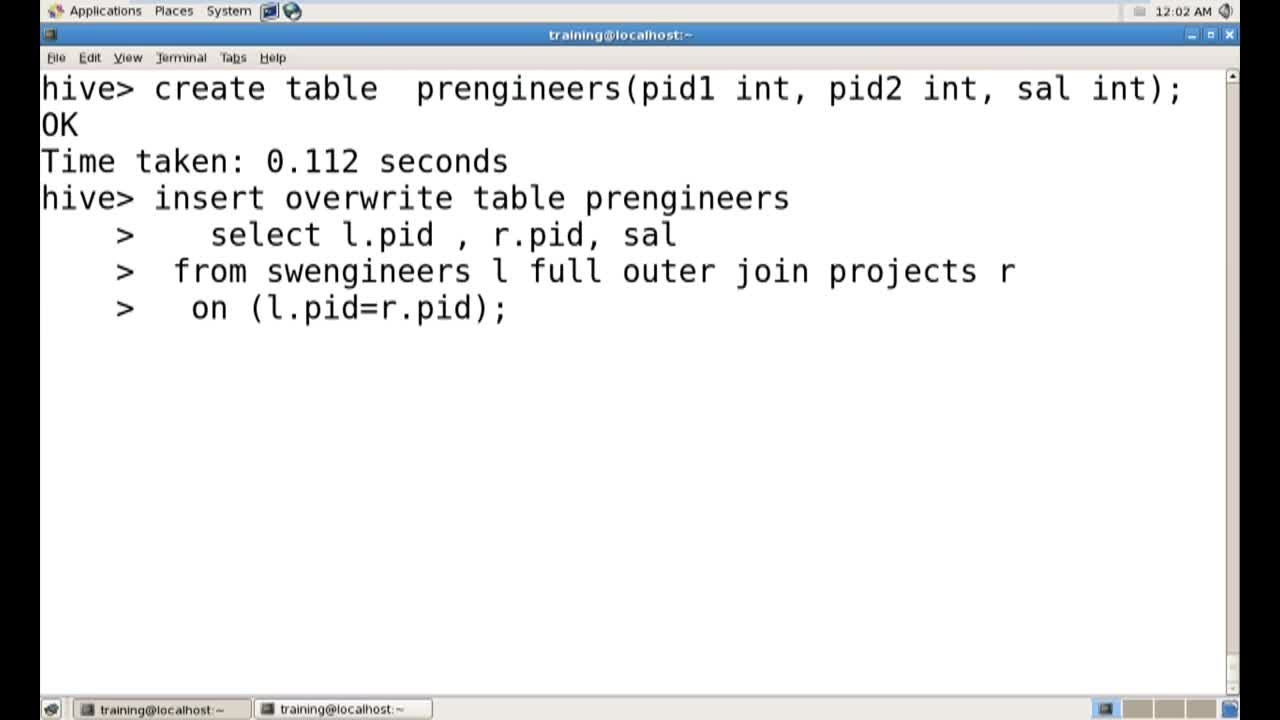 Applications Places System 12:02 AM
training@localhost:~
File Edit View Terminal Tabs Help
hive> create table  prengineers(pid1 int, pid2 int, sal int);
OK
Time taken: 0.112 seconds
hive> insert overwrite table prengineers
    >    select l.pid , r.pid, sal
    >  from swengineers l full outer join projects r
    >   on (l.pid=r.pid);
training@localhost:~ training@localhost:~